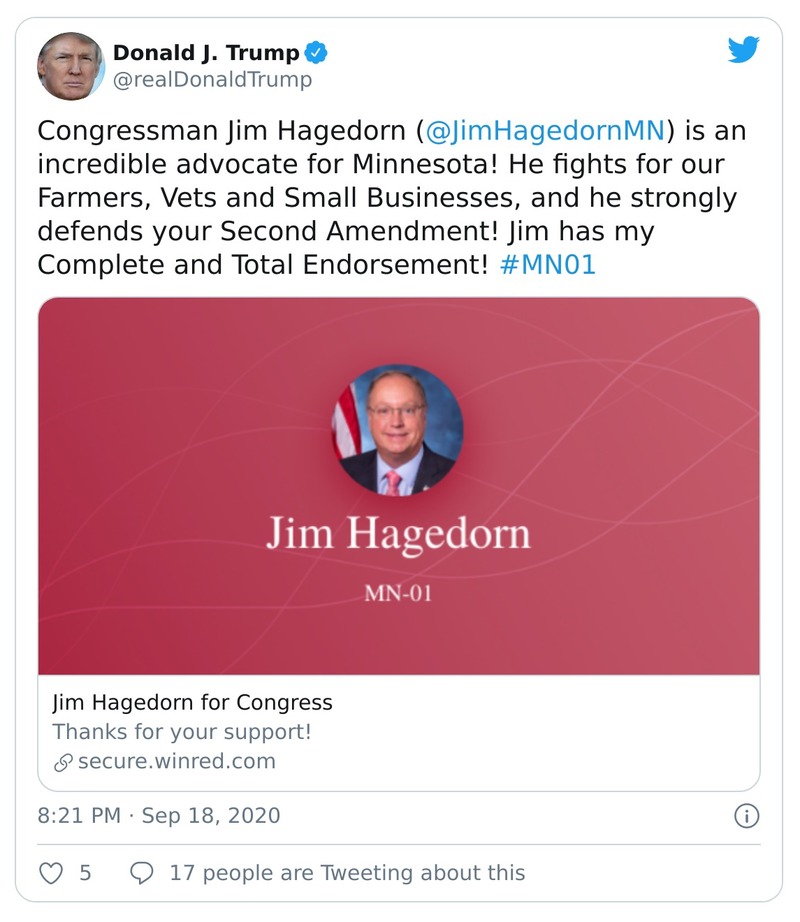 Donald J. Trump
@realDonaldTrump
Congressman Jim Hagedorn (@JimHagedornMN) is an
incredible advocate for Minnesota! He fights for our
Farmers, Vets and Small Businesses, and he strongly
defends your Second Amendment! Jim has my
Complete and Total Endorsement! #MN01
Jim Hagedorn
MN-01
Jim Hagedorn for Congress
Thanks for your support!
secure.winred.com
8:21 PM · Sep 18, 2020
5 17 people are Tweeting about this